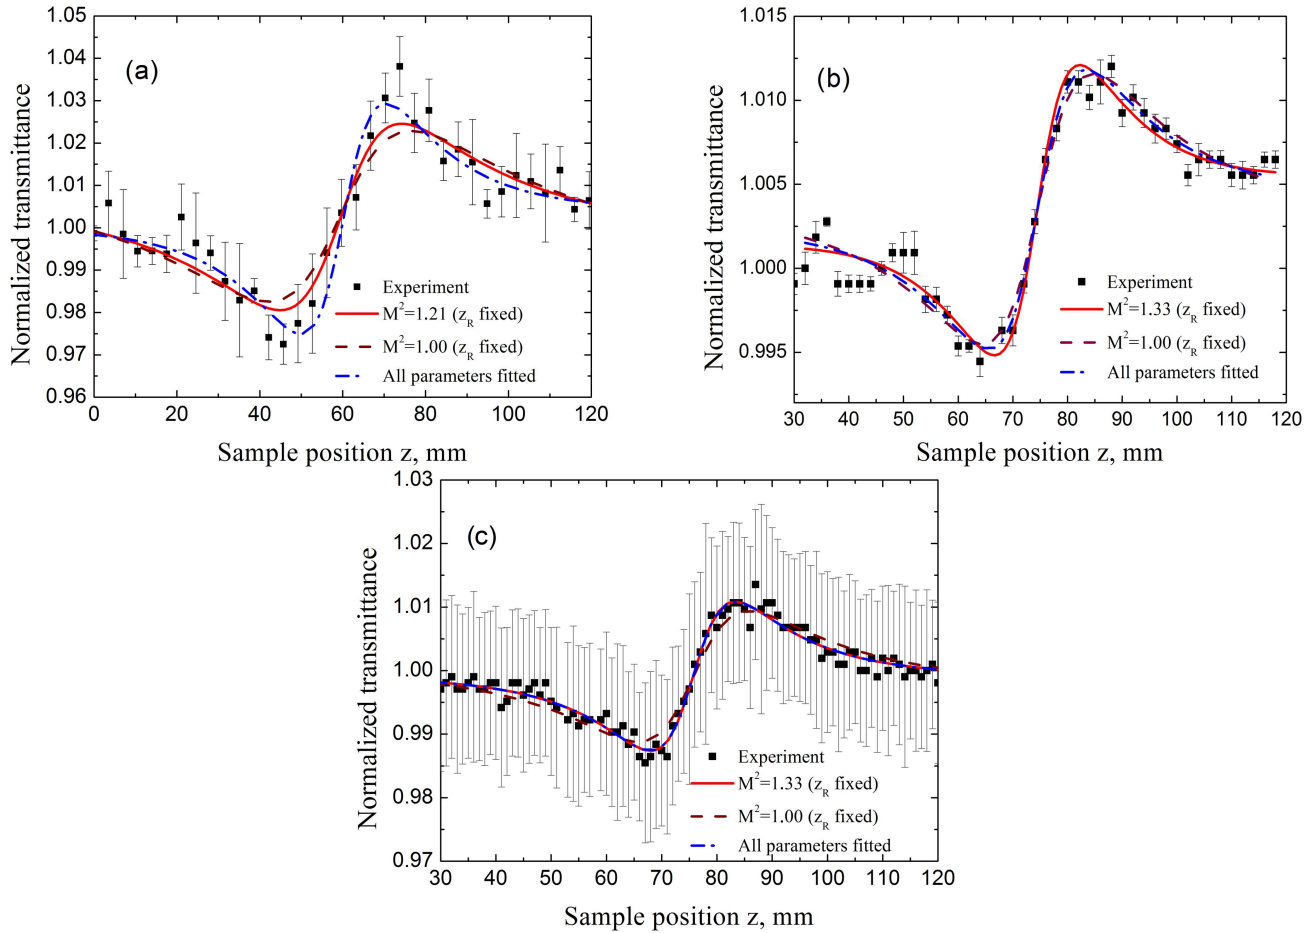 (a)
Normalized transmittance
1.05
1.04
1.03
1.02
1.01
1.00
0.99
0.98
0.97
0.96
Experiment
M²=1.21 (z_R fixed)
M²=1.00 (z_R fixed)
All parameters fitted
0 20 40 60 80 100 120
Sample position z, mm
(b)
Normalized transmittance
1.015
1.010
1.005
1.000
0.995
Experiment
M²=1.33 (z_R fixed)
M²=1.00 (z_R fixed)
All parameters fitted
30 40 50 60 70 80 90 100 110 120
Sample position z, mm
(c)
Normalized transmittance
1.03
1.02
1.01
1.00
0.99
0.98
0.97
Experiment
M²=1.33 (z_R fixed)
M²=1.00 (z_R fixed)
All parameters fitted
30 40 50 60 70 80 90 100 110 120
Sample position z, mm